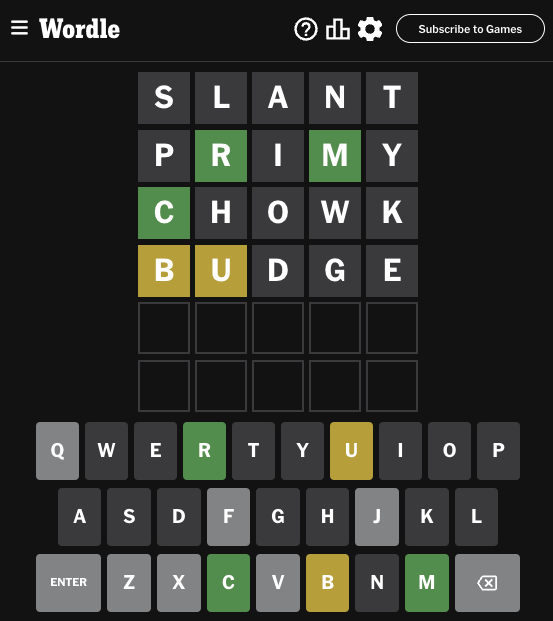 Wordle ? Subscribe to Games
S L A N T
P R I M Y
C H O W K
B U D G E
Q W E R T Y U I O P
A S D F G H J K L
ENTER Z X C V B N M